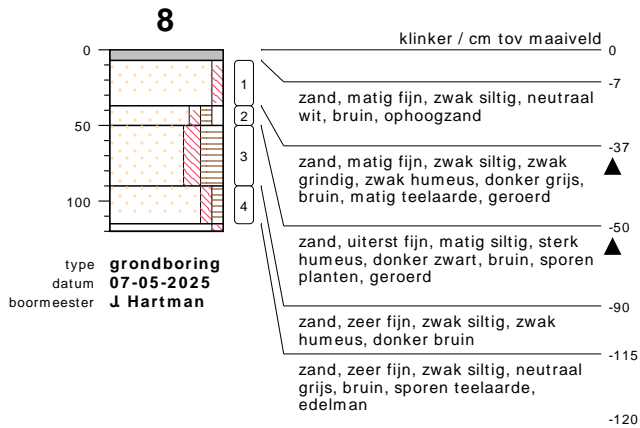 8
klinker / cm tov maaiveld
0
0
-7
1
zand, matig fijn, zwak siltig, neutraal
wit, bruin, ophoogzand
-37
2
50
zand, matig fijn, zwak siltig, zwak
grindig, zwak humeus, donker grijs,
bruin, matig teelaarde, geroerd
3
-50
100
4
zand, uiterst fijn, matig siltig, sterk
humeus, donker zwart, bruin, sporen
planten, geroerd
type grondboring
datum 07-05-2025
boormeester J. Hartman
-90
zand, zeer fijn, zwak siltig, zwak
humeus, donker bruin
-115
zand, zeer fijn, zwak siltig, neutraal
grijs, bruin, sporen teelaarde,
edelman
-120